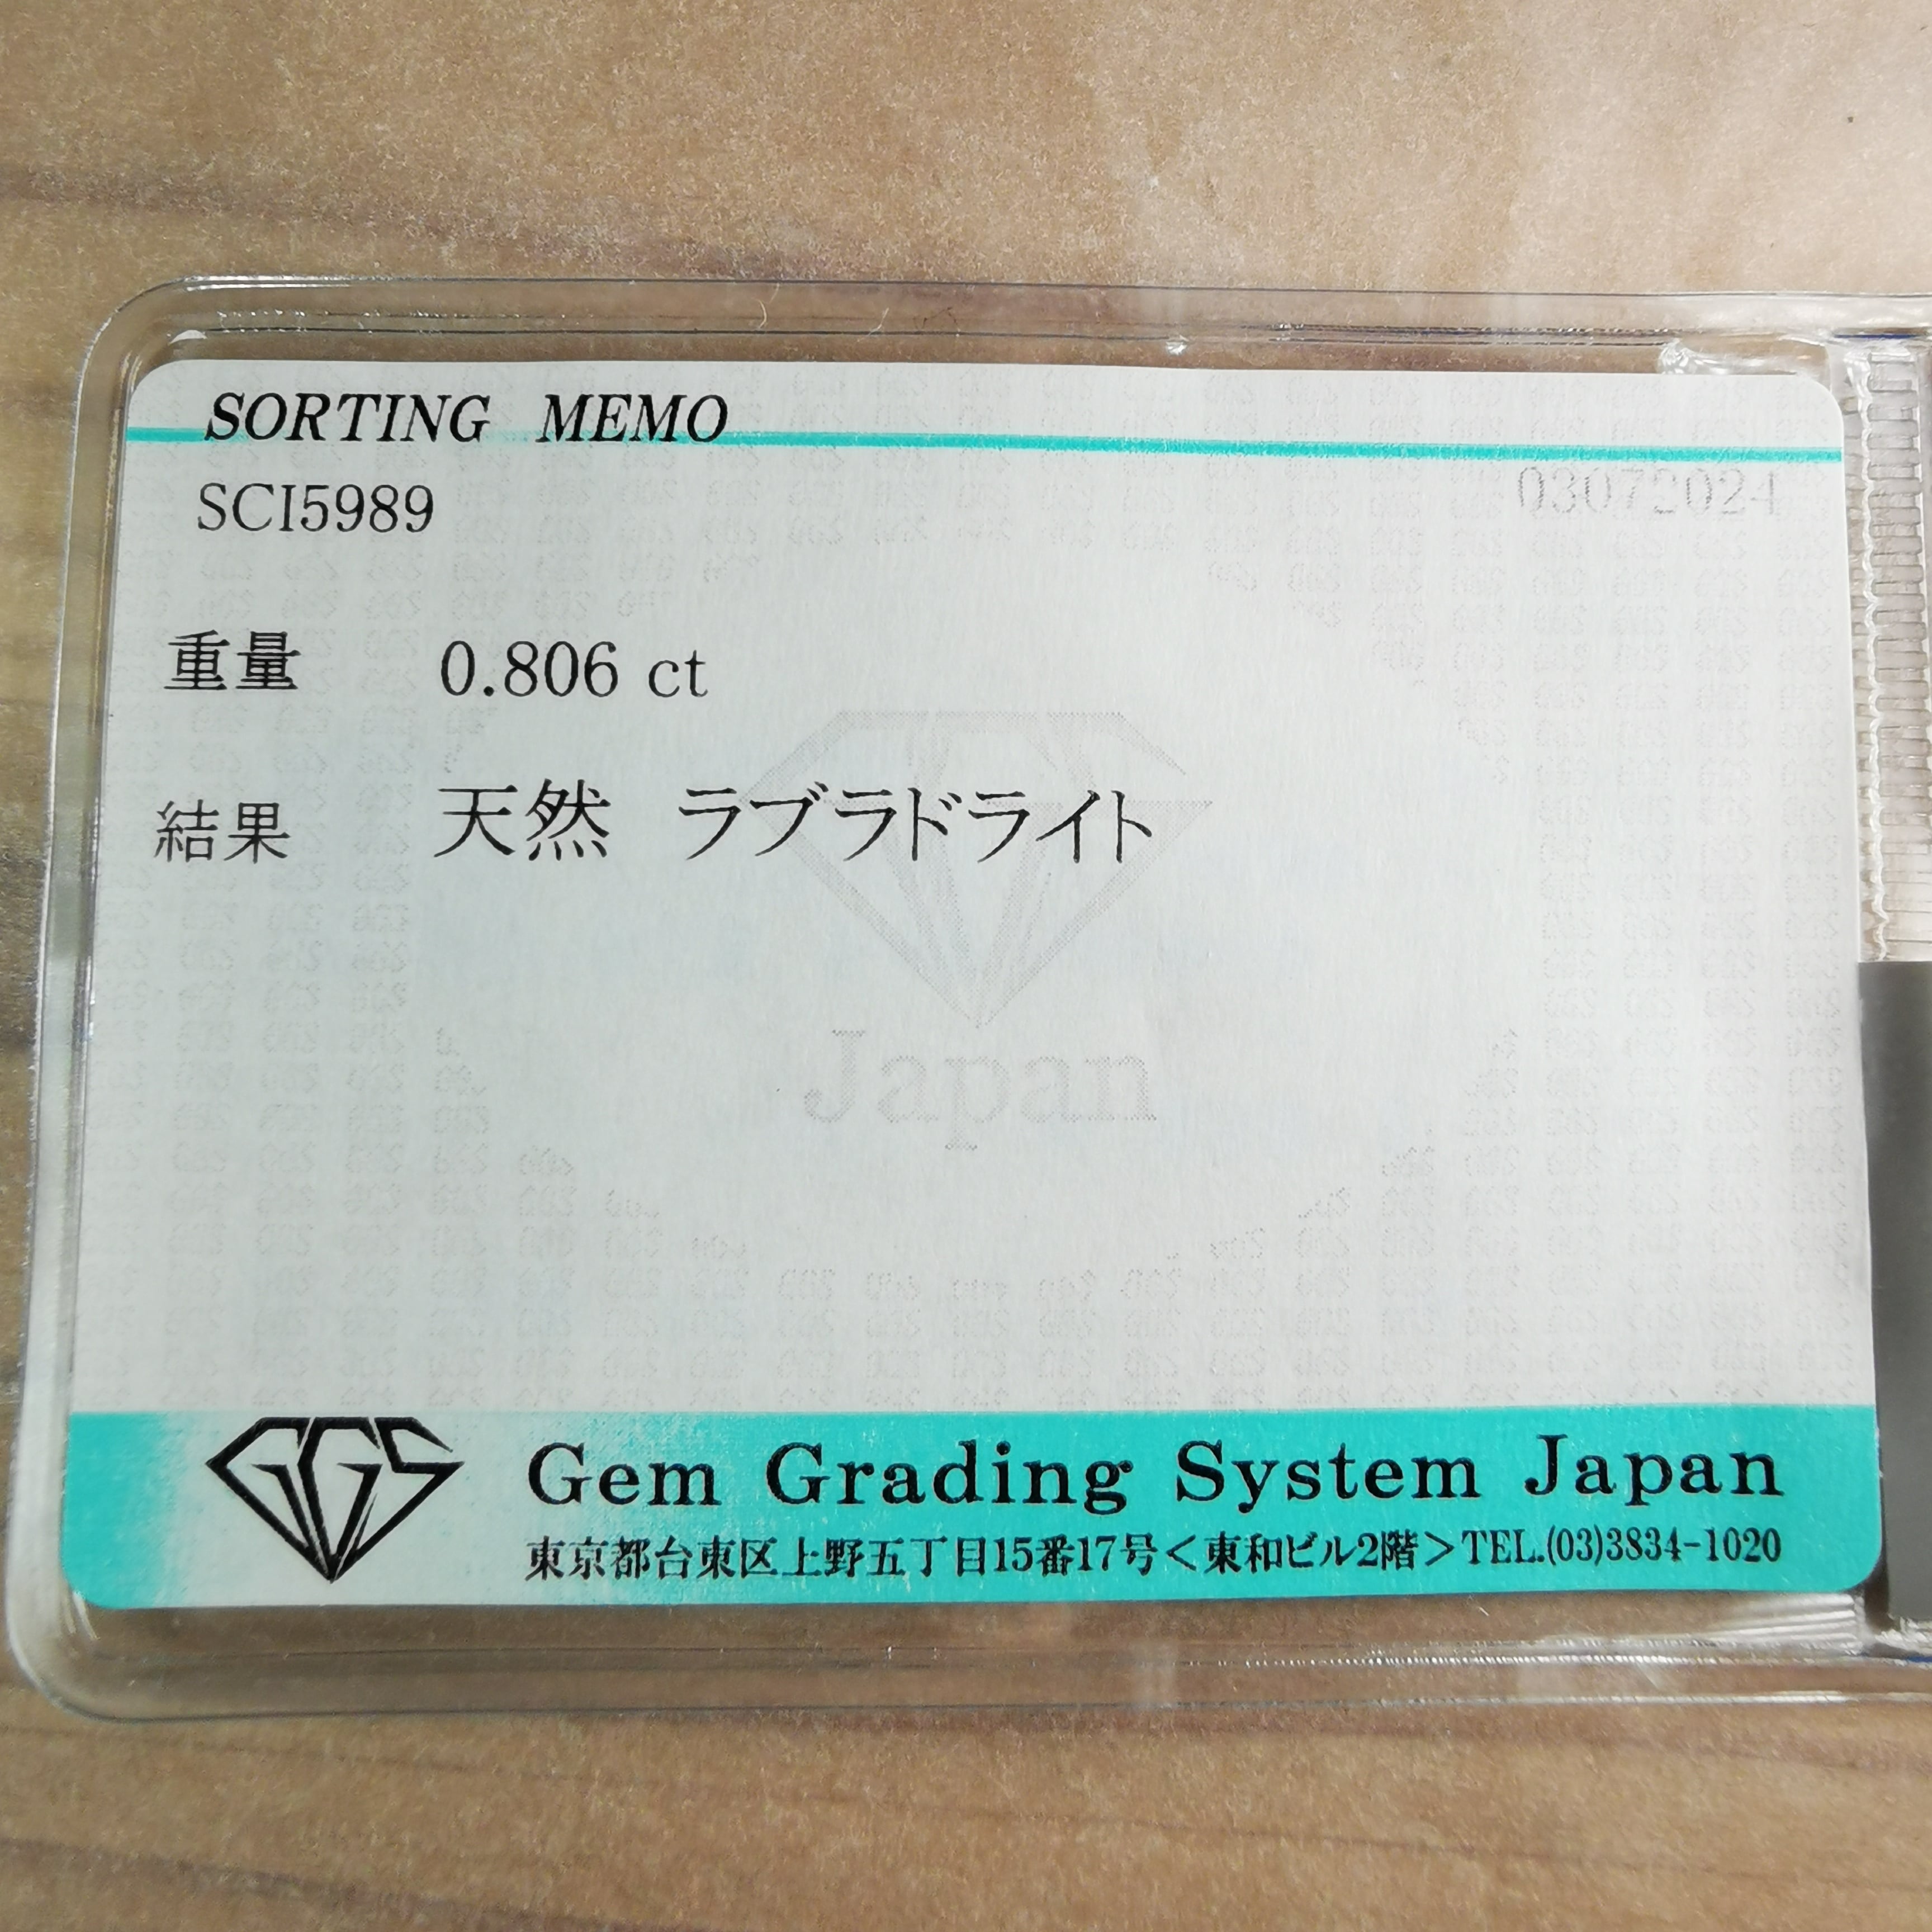 SORTING MEMO
SCI5989
03072024
重量 0.806 ct
結果 天然 ラブラドライト
Japan
GGS
Gem Grading System Japan
東京都台東区上野五丁目15番17号<東和ビル2階>TEL.(03)3834-1020